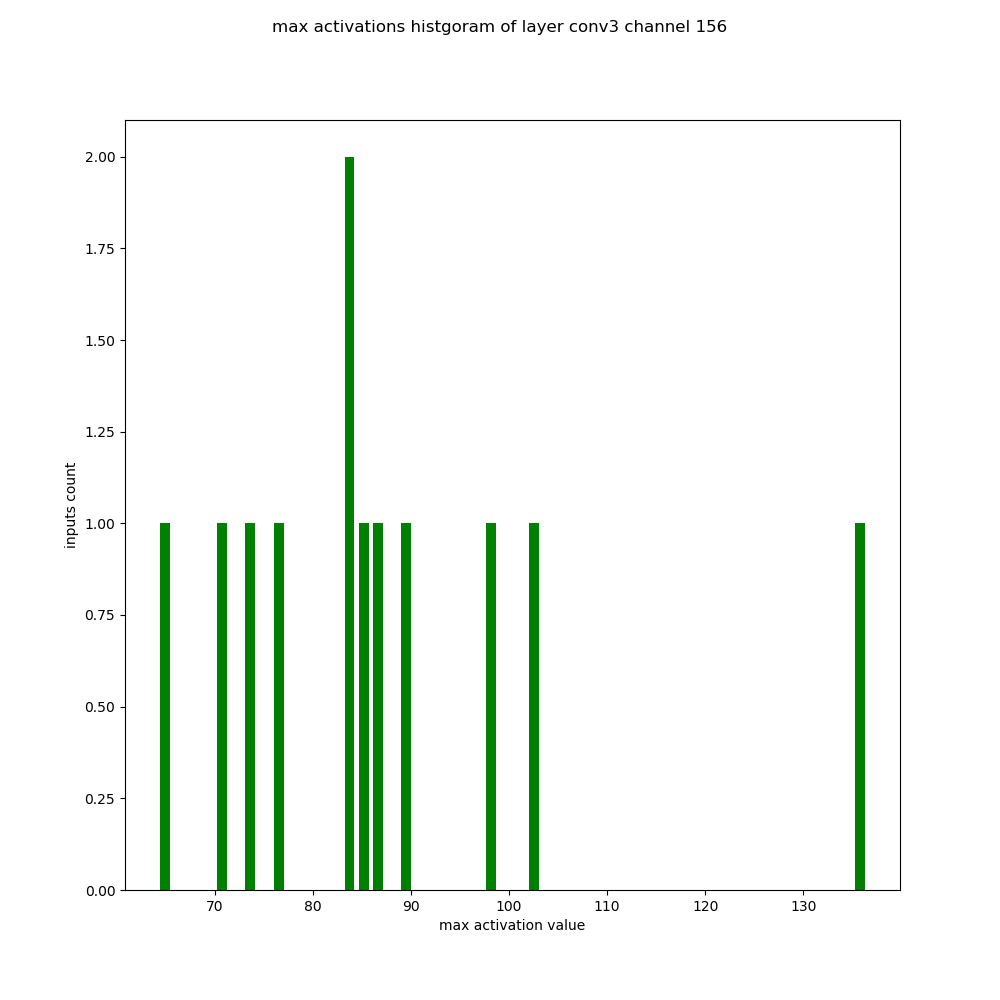 max activations histgoram of layer conv3 channel 156
2.00
1.75
1.50
1.25
1.00
0.75
0.50
0.25
0.00
inputs count
70 80 90 100 110 120 130
max activation value